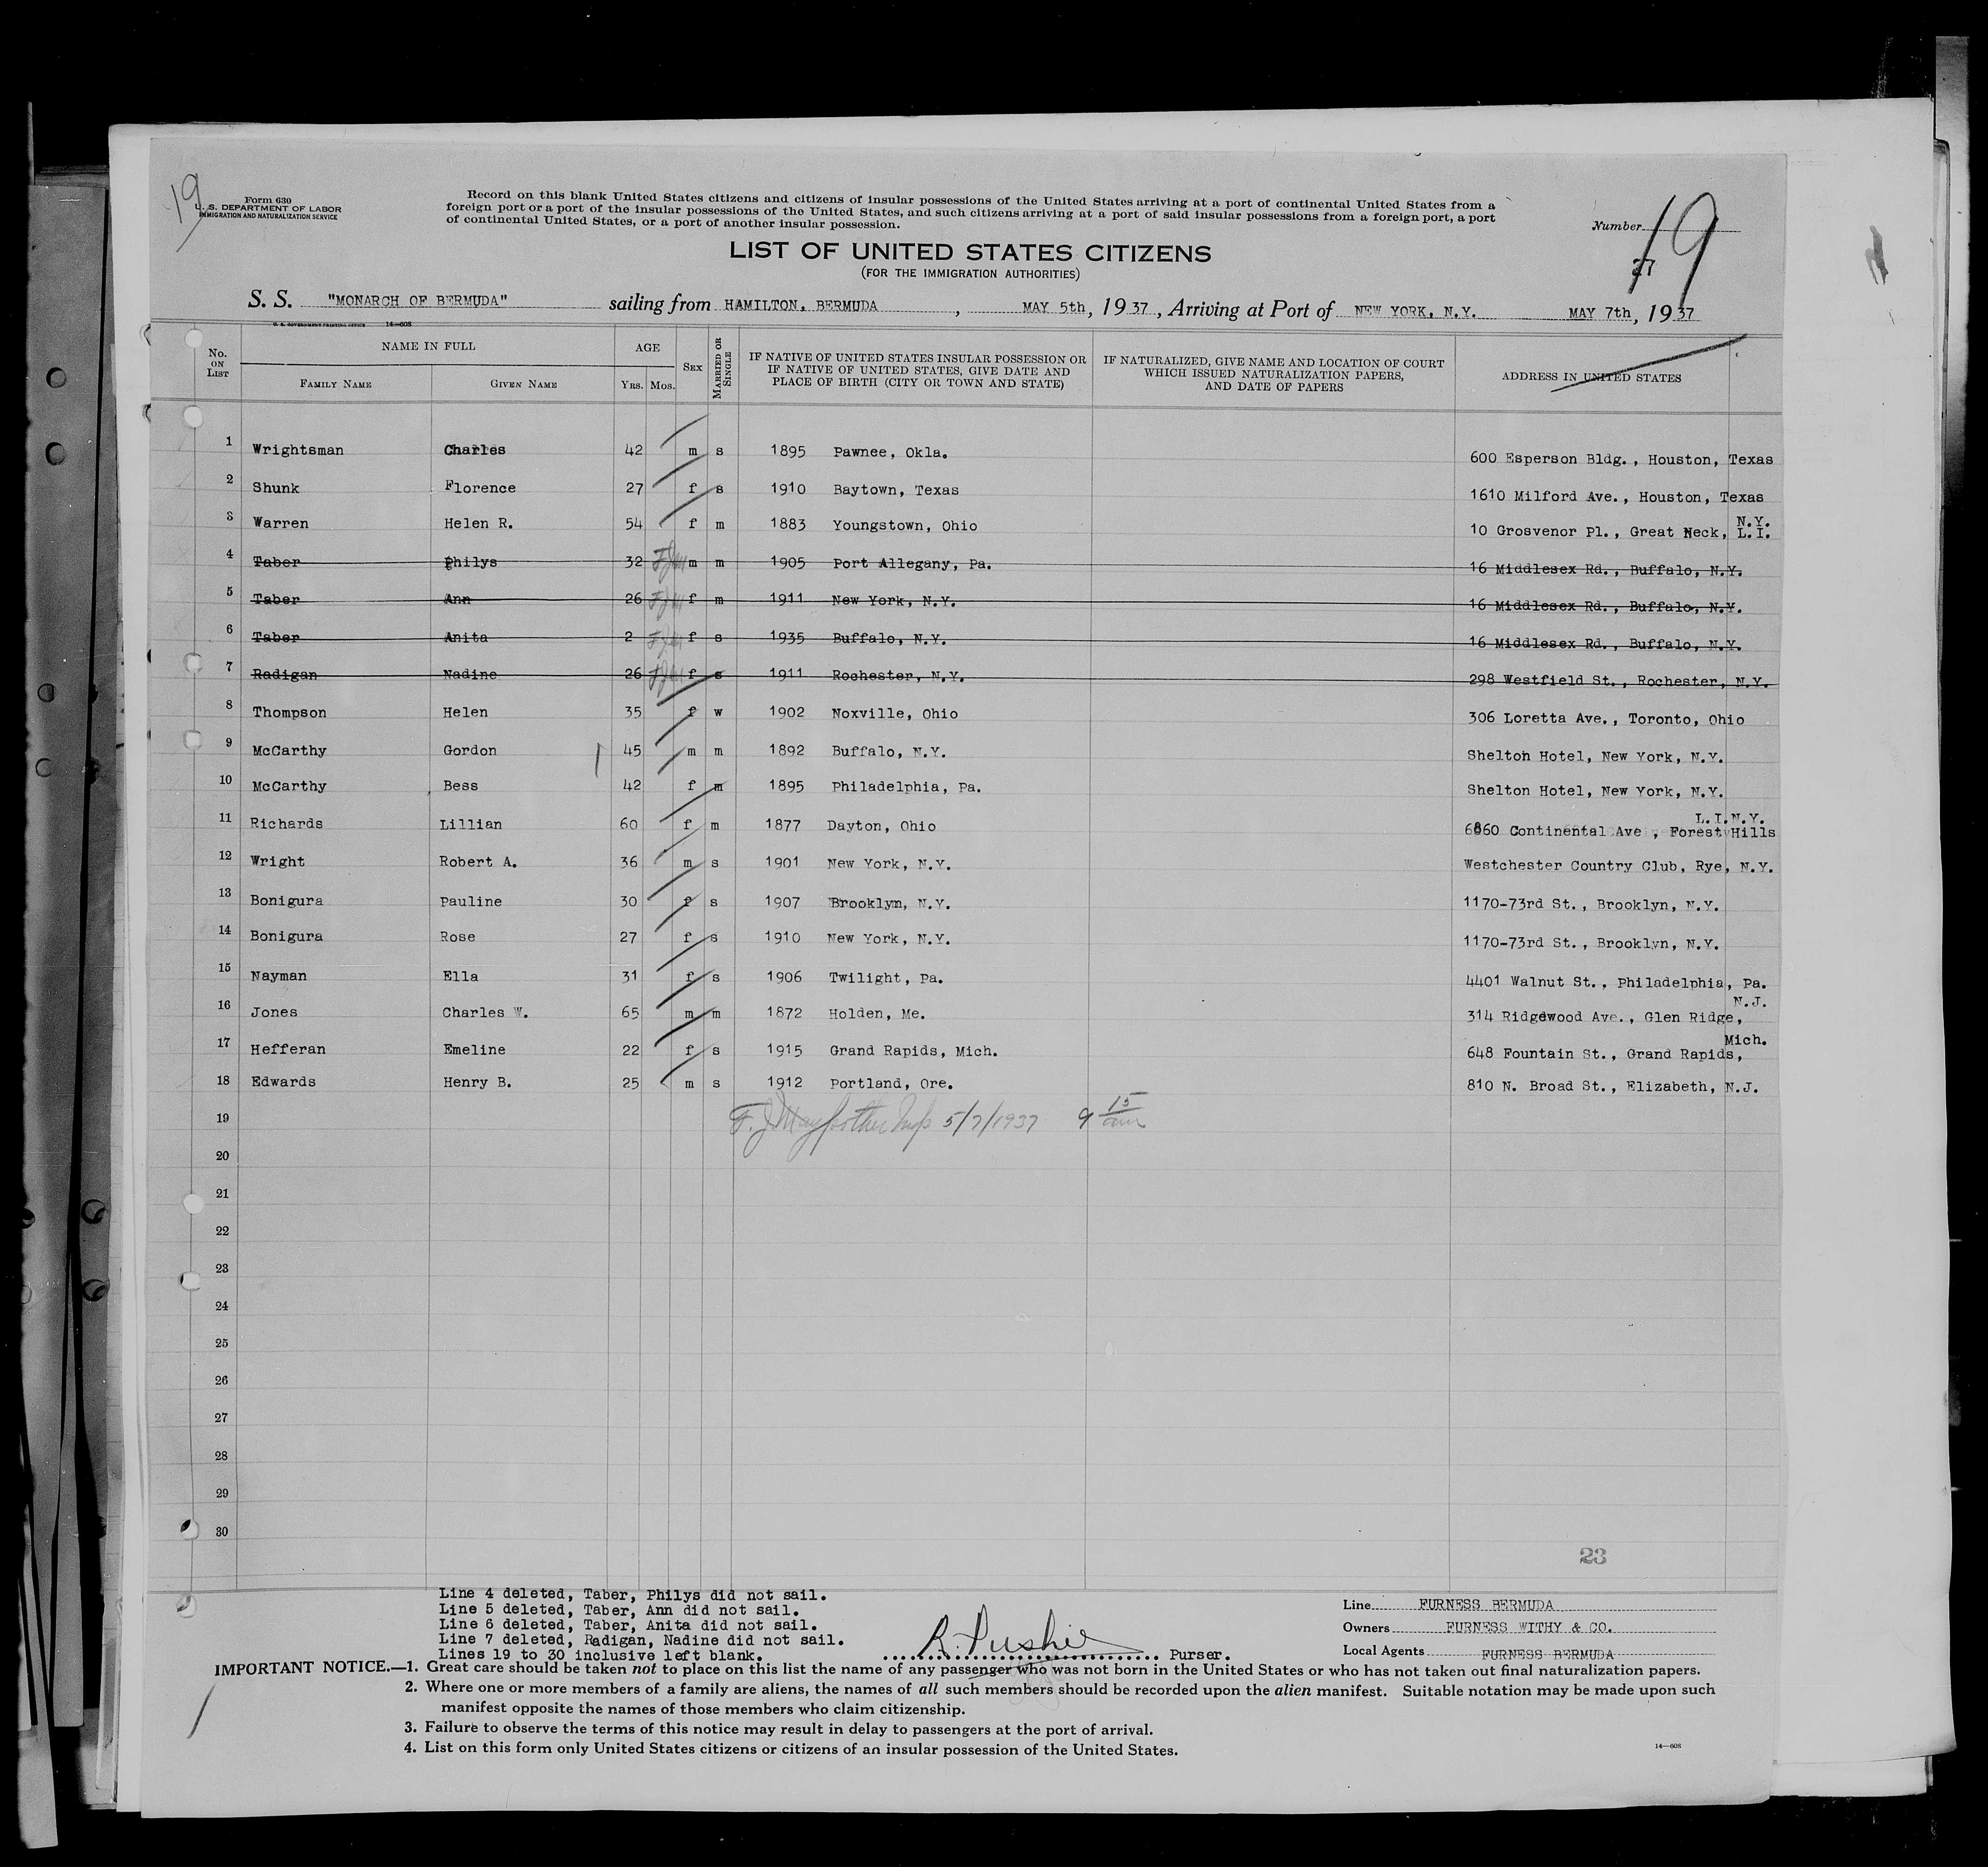 19
Form 630
U. S. DEPARTMENT OF LABOR
IMMIGRATION AND NATURALIZATION SERVICE
Record on this blank United States citizens and citizens of insular possessions of the United States arriving at a port of continental United States from a
foreign port or a port of the insular possessions of the United States, and such citizens arriving at a port of said insular possessions from a foreign port, a port
of continental United States, or a port of another insular possession.
Number 19
27
LIST OF UNITED STATES CITIZENS
(FOR THE IMMIGRATION AUTHORITIES)
S. S. "MONARCH OF BERMUDA" sailing from HAMILTON, BERMUDA, MAY 5th, 1937, Arriving at Port of NEW YORK, N.Y. MAY 7th, 1937
U. S. GOVERNMENT PRINTING OFFICE 14—608
No. ON LIST NAME IN FULL FAMILY NAME GIVEN NAME AGE YRS. MOS. SEX MARRIED OR SINGLE IF NATIVE OF UNITED STATES INSULAR POSSESSION OR IF NATIVE OF UNITED STATES, GIVE DATE AND PLACE OF BIRTH (CITY OR TOWN AND STATE) IF NATURALIZED, GIVE NAME AND LOCATION OF COURT WHICH ISSUED NATURALIZATION PAPERS, AND DATE OF PAPERS ADDRESS IN UNITED STATES
1 Wrightsman Charles 42 m s 1895 Pawnee, Okla. 600 Esperson Bldg., Houston, Texas
2 Shunk Florence 27 f s 1910 Baytown, Texas 1610 Milford Ave., Houston, Texas
3 Warren Helen R. 54 f m 1883 Youngstown, Ohio 10 Grosvenor Pl., Great Neck, L.I. N.Y.
4 Taber Philys 32 m m 1905 Port Allegany, Pa. 16 Middlesex Rd., Buffalo, N.Y.
5 Taber Ann 26 f m 1911 New York, N.Y. 16 Middlesex Rd., Buffalo, N.Y.
6 Taber Anita 2 f s 1935 Buffalo, N.Y. 16 Middlesex Rd., Buffalo, N.Y.
7 Radigan Nadine 26 f s 1911 Rochester, N.Y. 298 Westfield St., Rochester, N.Y.
8 Thompson Helen 35 f w 1902 Noxville, Ohio 306 Loretta Ave., Toronto, Ohio
9 McCarthy Gordon 45 m m 1892 Buffalo, N.Y. Shelton Hotel, New York, N.Y.
10 McCarthy Bess 42 f m 1895 Philadelphia, Pa. Shelton Hotel, New York, N.Y.
11 Richards Lillian 60 f m 1877 Dayton, Ohio 6860 Continental Ave, Forest Hills L.I.N.Y.
12 Wright Robert A. 36 m s 1901 New York, N.Y. Westchester Country Club, Rye, N.Y.
13 Bonigura Pauline 30 f s 1907 Brooklyn, N.Y. 1170-73rd St., Brooklyn, N.Y.
14 Bonigura Rose 27 f s 1910 New York, N.Y. 1170-73rd St., Brooklyn, N.Y.
15 Nayman Ella 31 f s 1906 Twilight, Pa. 4401 Walnut St., Philadelphia, Pa.
16 Jones Charles W. 65 m m 1872 Holden, Me. 314 Ridgewood Ave., Glen Ridge, N.J.
17 Hefferan Emeline 22 f s 1915 Grand Rapids, Mich. 648 Fountain St., Grand Rapids, Mich.
18 Edwards Henry B. 25 m s 1912 Portland, Ore. 810 N. Broad St., Elizabeth, N.J.
19 5/7/1937 9 15 am
20
21
22
23
24
25
26
27
28
29
30
23
Line 4 deleted, Taber, Philys did not sail.
Line 5 deleted, Taber, Ann did not sail.
Line 6 deleted, Taber, Anita did not sail.
Line 7 deleted, Radigan, Nadine did not sail.
Lines 19 to 30 inclusive left blank.
Purser.
Line FURNESS BERMUDA
Owners FURNESS WITHY & CO.
Local Agents FURNESS BERMUDA
IMPORTANT NOTICE.—1. Great care should be taken not to place on this list the name of any passenger who was not born in the United States or who has not taken out final naturalization papers.
2. Where one or more members of a family are aliens, the names of all such members should be recorded upon the alien manifest. Suitable notation may be made upon such
manifest opposite the names of those members who claim citizenship.
3. Failure to observe the terms of this notice may result in delay to passengers at the port of arrival.
4. List on this form only United States citizens or citizens of an insular possession of the United States.
14—608